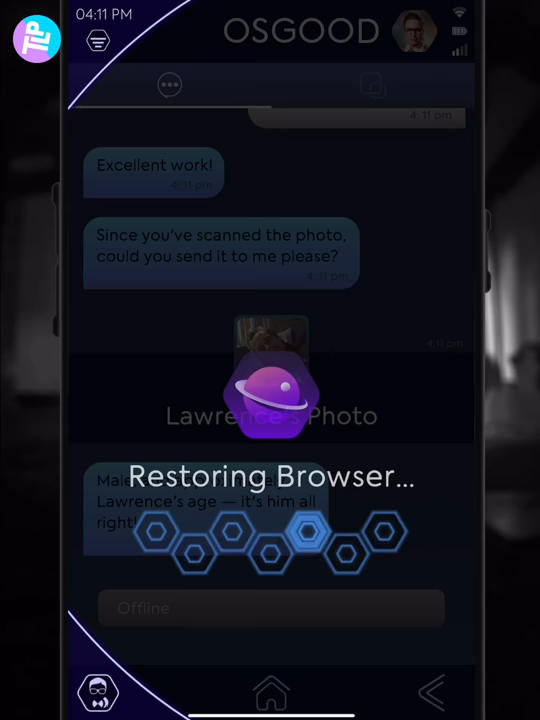 04:11 PM
TLP
OSGOOD
4:11 pm
Excellent work!
4:11 pm
Since you've scanned the photo,
could you send it to me please?
4:11 pm
4:11 pm
Lawrence's Photo
Restoring Browser...
Lawrence's age — it's him all
right!
Offline